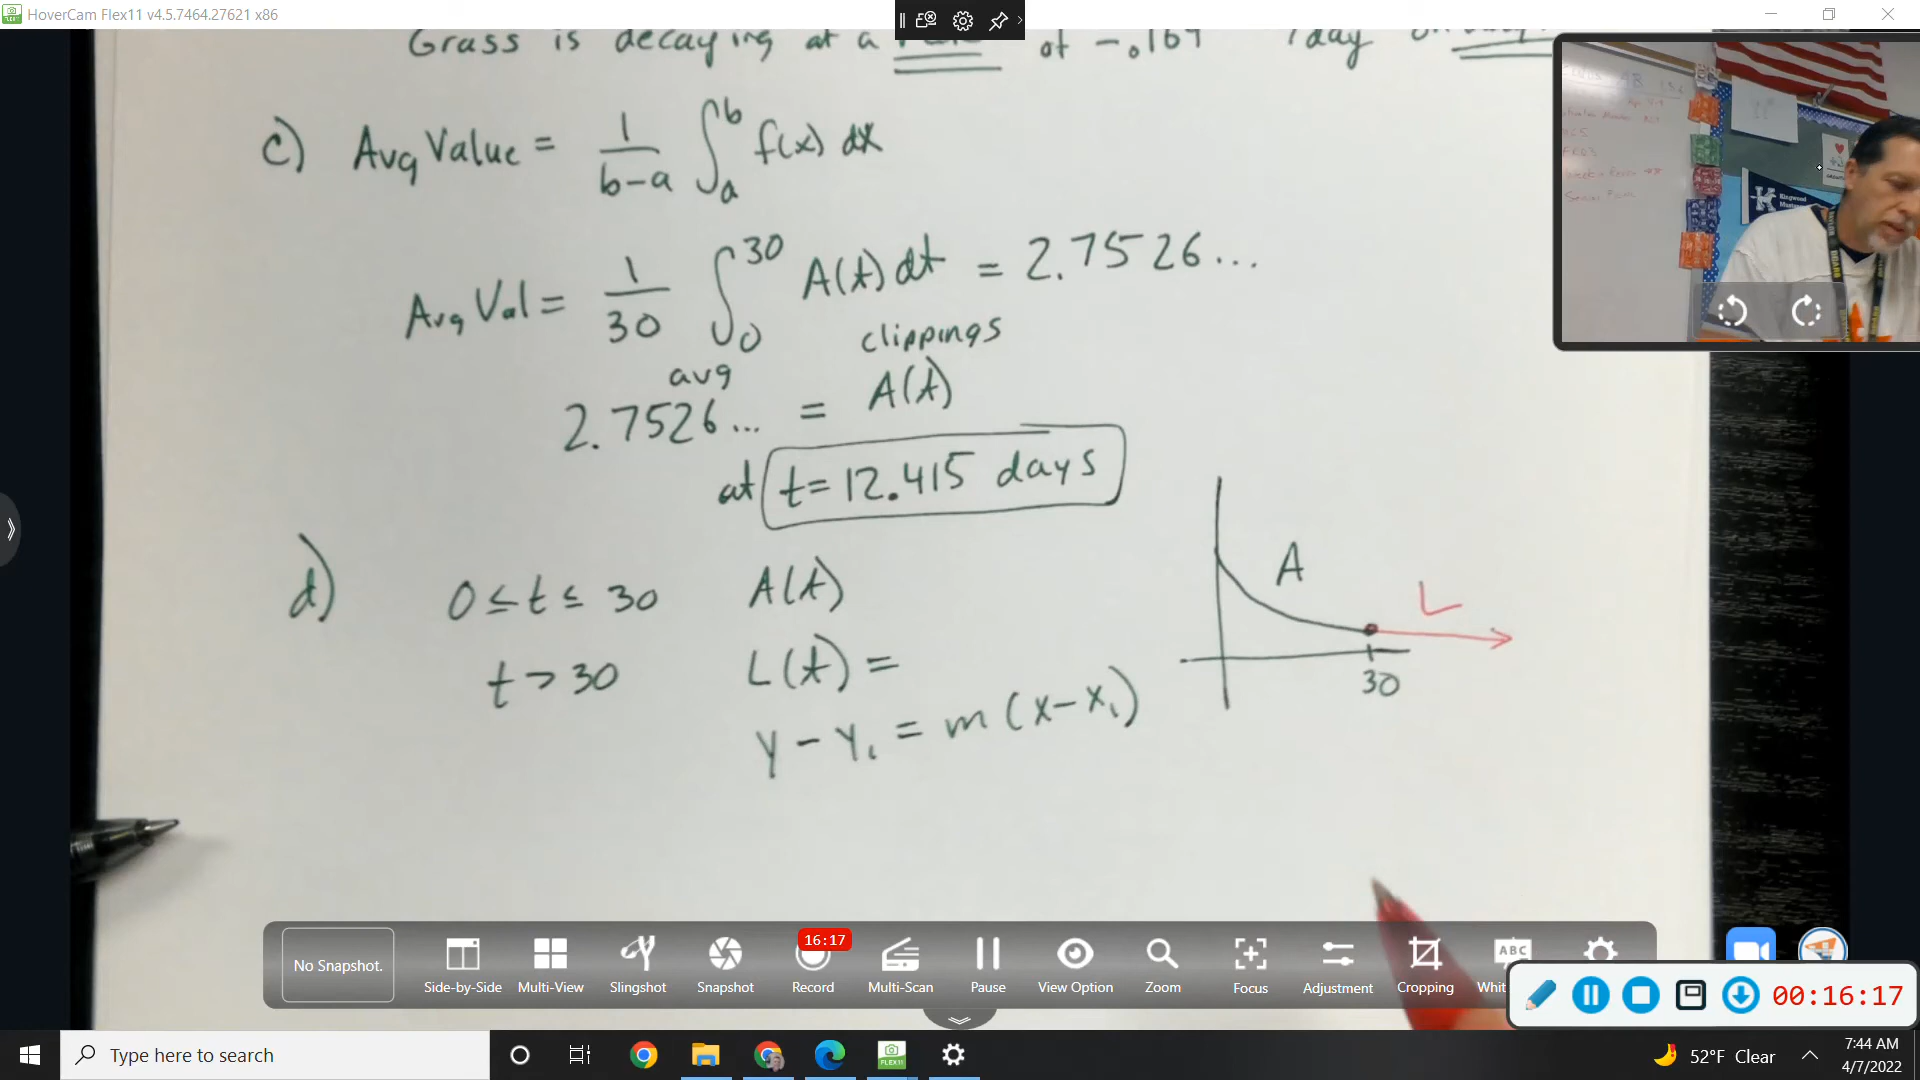 HoverCam Flex11 v4.5.7464.27621 x86
Grass is decaying at a of -.164 /day
c) Avg Value = 1/(b-a) ∫_a^b f(x) dx
Avg Val = 1/30 ∫_0^30 A(t) dt = 2.7526...
avg clippings
2.7526... = A(t)
at t = 12.415 days
d) 0 ≤ t ≤ 30 A(t)
t > 30 L(t) =
y - y₁ = m(x - x₁)
A
L
30
Kingwood
No Snapshot.
Side-by-Side
Multi-View
Slingshot
Snapshot
16:17
Record
Multi-Scan
Pause
View Option
Zoom
Focus
Adjustment
Cropping
ABC
Whit
00:16:17
Type here to search
FLEX11
52°F Clear
7:44 AM
4/7/2022